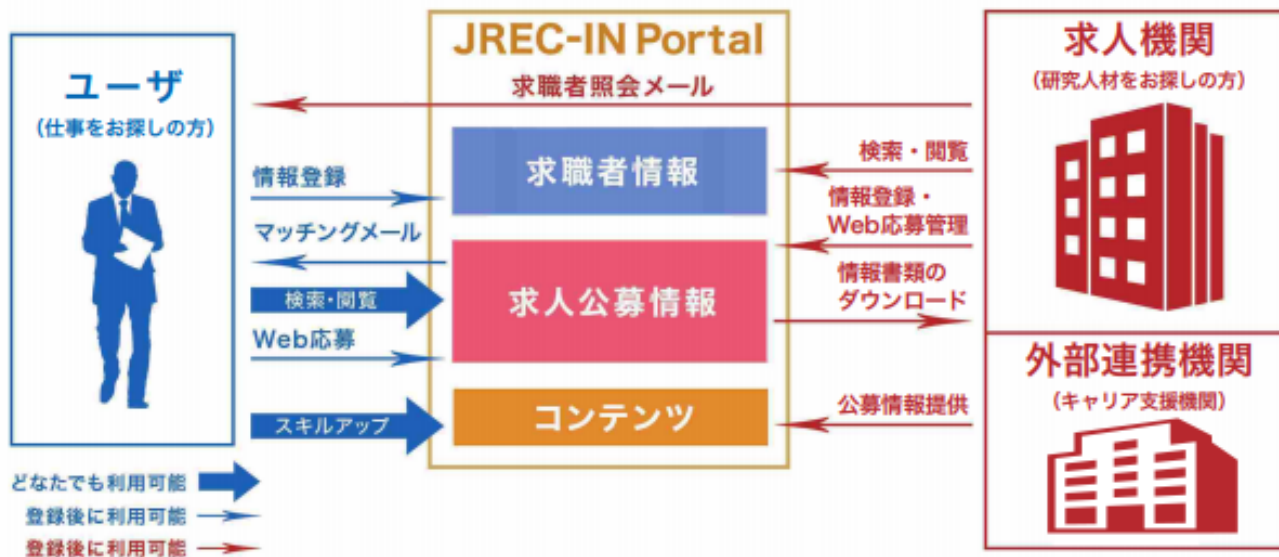 ユーザ
(仕事をお探しの方)
情報登録
マッチングメール
検索・閲覧
Web応募
スキルアップ
JREC-IN Portal
求職者照会メール
求職者情報
求人公募情報
コンテンツ
求人機関
(研究人材をお探しの方)
検索・閲覧
情報登録・
Web応募管理
情報書類の
ダウンロード
外部連携機関
(キャリア支援機関)
公募情報提供
どなたでも利用可能
登録後に利用可能
登録後に利用可能